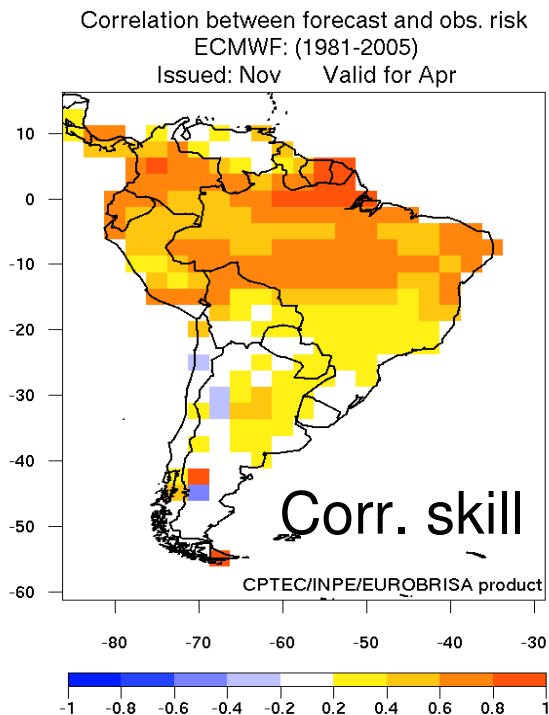 Correlation between forecast and obs. risk
ECMWF: (1981-2005)
Issued: Nov Valid for Apr
10
0
-10
-20
-30
-40
-50
-60
Corr. skill
CPTEC/INPE/EUROBRISA product
-80 -70 -60 -50 -40 -30
-1 -0.8 -0.6 -0.4 -0.2 0.2 0.4 0.6 0.8 1